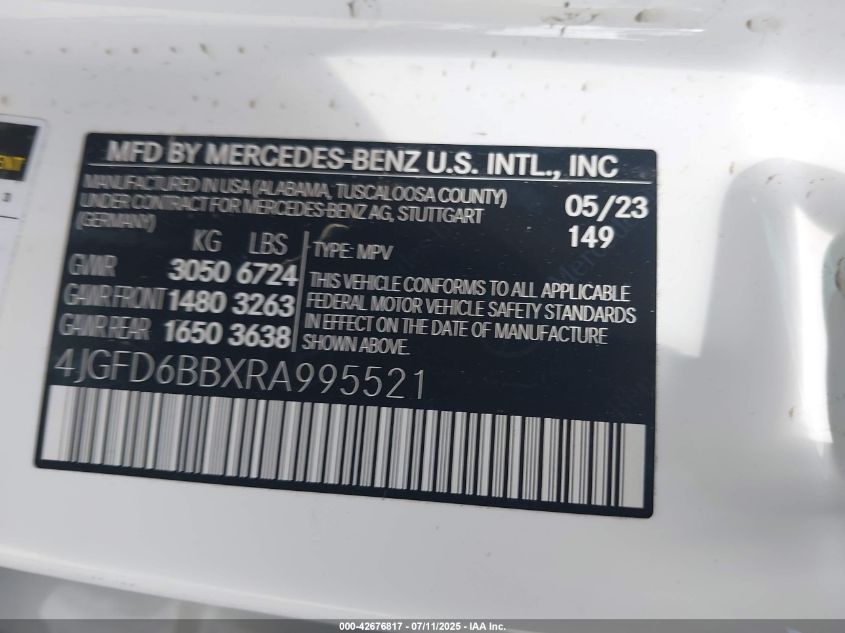 MFD BY MERCEDES-BENZ U.S. INTL., INC
MANUFACTURED IN USA (ALABAMA, TUSCALOOSA COUNTY)
UNDER CONTRACT FOR MERCEDES-BENZ AG, STUTTGART
(GERMANY)
05/23
149
KG LBS
GVWR 3050 6724
GAWR FRONT 1480 3263
GAWR REAR 1650 3638
TYPE: MPV
THIS VEHICLE CONFORMS TO ALL APPLICABLE
FEDERAL MOTOR VEHICLE SAFETY STANDARDS
IN EFFECT ON THE DATE OF MANUFACTURE
SHOWN ABOVE.
4JGFD6BBXRA995521
000-42676817 / 07/11/2025 - IAA Inc.